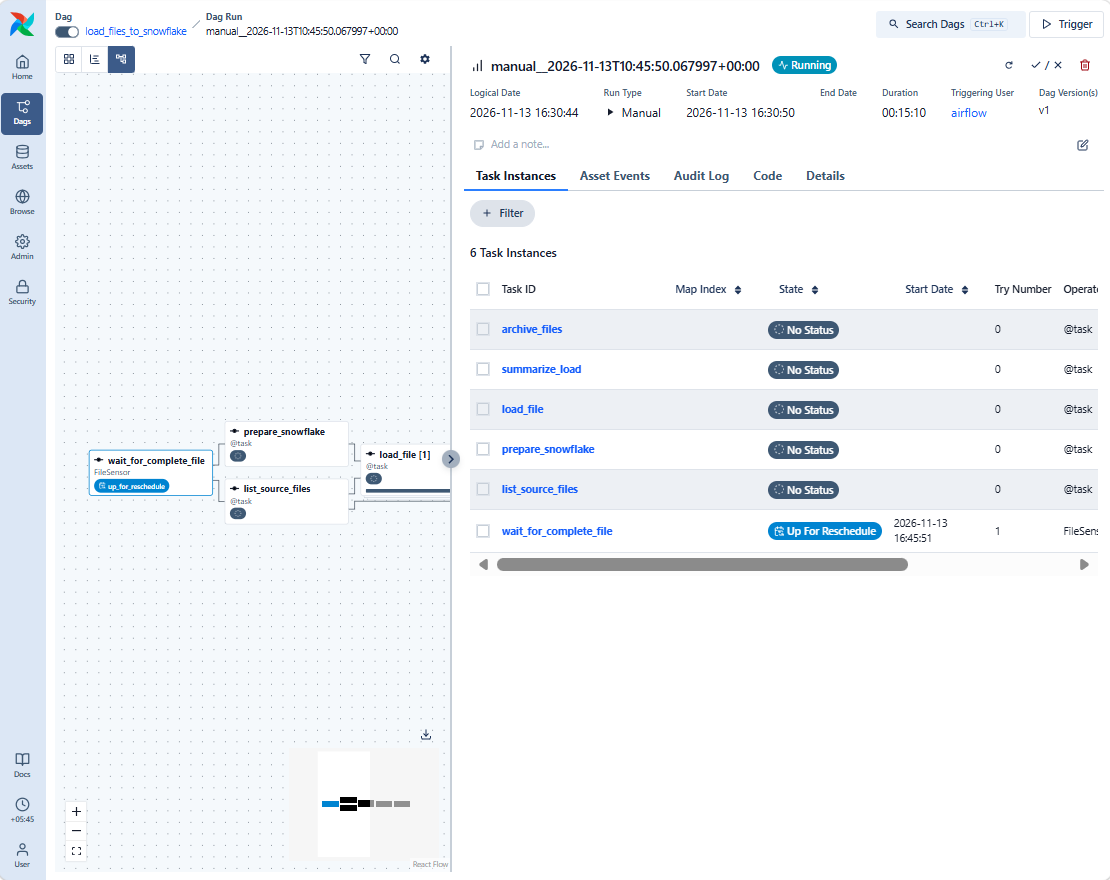 Dag
load_files_to_snowflake
Dag Run
manual__2026-11-13T10:45:50.067997+00:00
Search Dags Ctrl+K
Trigger
Home
Dags
Assets
Browse
Admin
Security
Docs
+05:45
User
wait_for_complete_file
FileSensor
up_for_reschedule
prepare_snowflake
@task
list_source_files
@task
load_file [1]
@task
React Flow
manual__2026-11-13T10:45:50.067997+00:00 Running
Logical Date Run Type Start Date End Date Duration Triggering User Dag Version(s)
2026-11-13 16:30:44 Manual 2026-11-13 16:30:50 00:15:10 airflow v1
Add a note...
Task Instances Asset Events Audit Log Code Details
+ Filter
6 Task Instances
Task ID Map Index State Start Date Try Number Operato
archive_files No Status 0 @task
summarize_load No Status 0 @task
load_file No Status 0 @task
prepare_snowflake No Status 0 @task
list_source_files No Status 0 @task
wait_for_complete_file Up For Reschedule 2026-11-13 16:45:51 1 FileSens